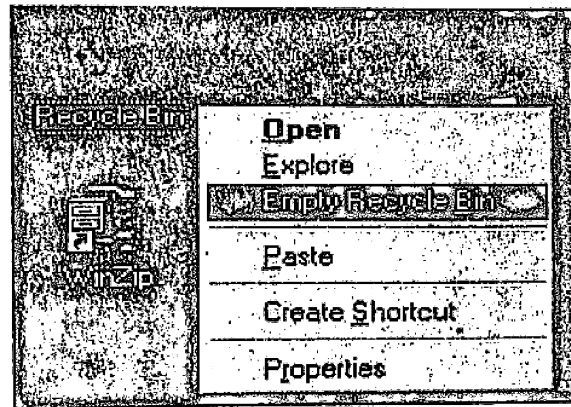 Recycle Bin
Open
Explore
Empty Recycle Bin
WinZip
Paste
Create Shortcut
Properties